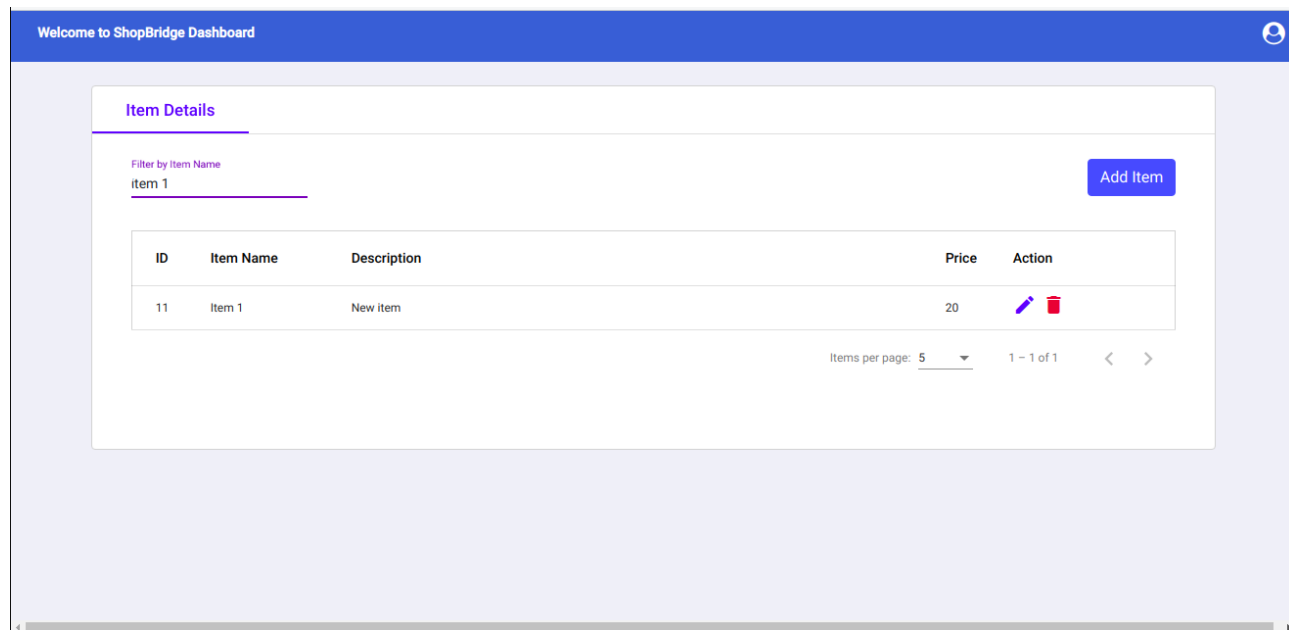 Welcome to ShopBridge Dashboard
Item Details
Filter by Item Name
item 1
Add Item
ID Item Name Description Price Action
11 Item 1 New item 20
Items per page: 5 1 – 1 of 1